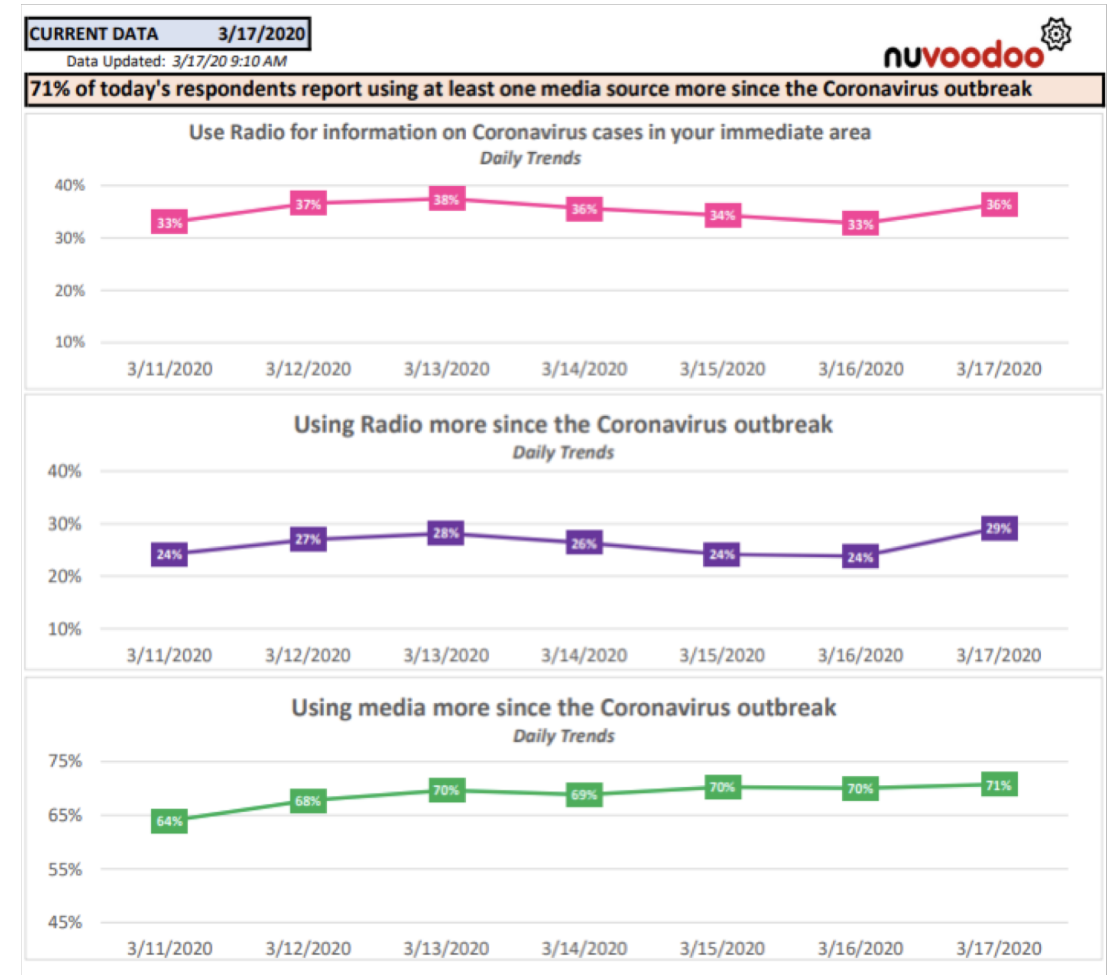 CURRENT DATA 3/17/2020
Data Updated: 3/17/20 9:10 AM
nuvoodoo
71% of today's respondents report using at least one media source more since the Coronavirus outbreak
Use Radio for information on Coronavirus cases in your immediate area
Daily Trends
40%
30%
20%
10%
33%
37%
38%
36%
34%
33%
36%
3/11/2020 3/12/2020 3/13/2020 3/14/2020 3/15/2020 3/16/2020 3/17/2020
Using Radio more since the Coronavirus outbreak
Daily Trends
40%
30%
20%
10%
24%
27%
28%
26%
24%
24%
29%
3/11/2020 3/12/2020 3/13/2020 3/14/2020 3/15/2020 3/16/2020 3/17/2020
Using media more since the Coronavirus outbreak
Daily Trends
75%
65%
55%
45%
64%
68%
70%
69%
70%
70%
71%
3/11/2020 3/12/2020 3/13/2020 3/14/2020 3/15/2020 3/16/2020 3/17/2020